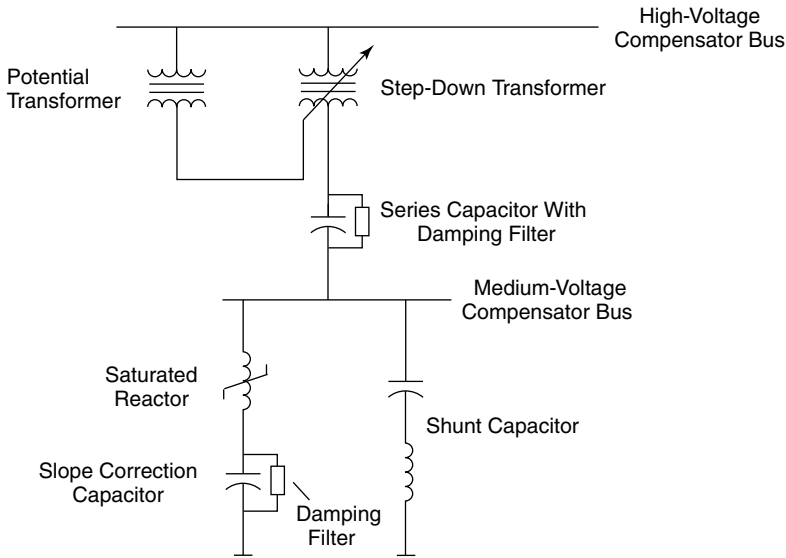 High-Voltage
Compensator Bus
Potential
Transformer
Step-Down Transformer
Series Capacitor With
Damping Filter
Medium-Voltage
Compensator Bus
Saturated
Reactor
Shunt Capacitor
Slope Correction
Capacitor
Damping
Filter